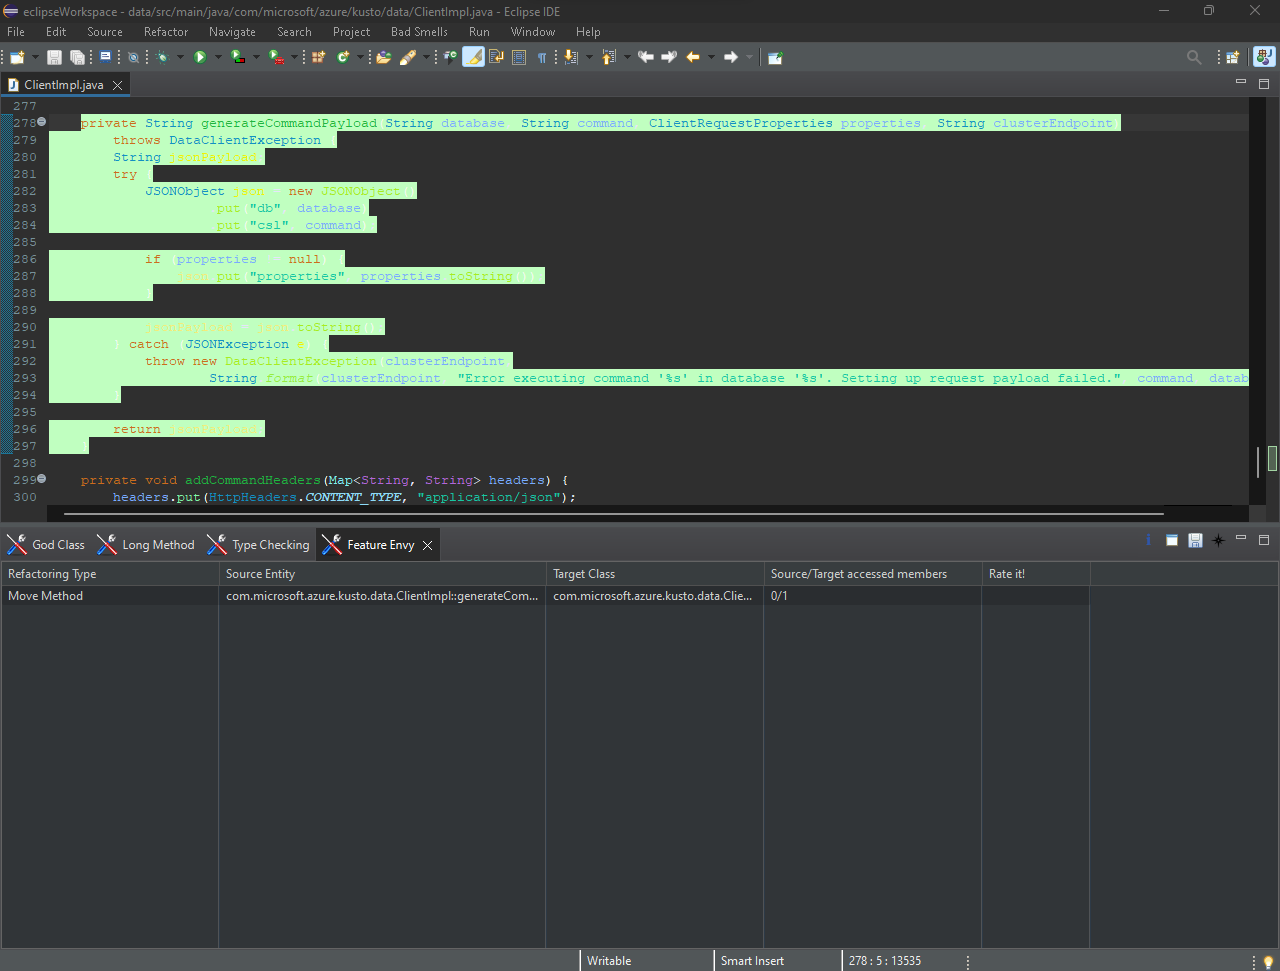 eclipseWorkspace - data/src/main/java/com/microsoft/azure/kusto/data/ClientImpl.java - Eclipse IDE
File Edit Source Refactor Navigate Search Project Bad Smells Run Window Help
ClientImpl.java
277
278 private String generateCommandPayload String database String command ClientRequestProperties properties String clusterEndpoint
279 throws DataClientException
280 String jsonPayload
281 try
282 JSONObject json new JSONObject
283 put "db" database
284 put "csl" command
285
286 if properties null
287 json put "properties" properties toString
288
289
290 jsonPayload json toString
291 } catch JSONException e
292 throw new DataClientException clusterEndpoint
293 String format clusterEndpoint "Error executing command '%s' in database '%s'. Setting up request payload failed." command datab
294
295
296 return jsonPayload
297
298
299 private void addCommandHeaders(Map<String, String> headers) {
300 headers.put(HttpHeaders.CONTENT_TYPE, "application/json");
God Class Long Method Type Checking Feature Envy
Refactoring Type Source Entity Target Class Source/Target accessed members Rate it!
Move Method com.microsoft.azure.kusto.data.ClientImpl::generateCom... com.microsoft.azure.kusto.data.Clie... 0/1
Writable Smart Insert 278 : 5 : 13535